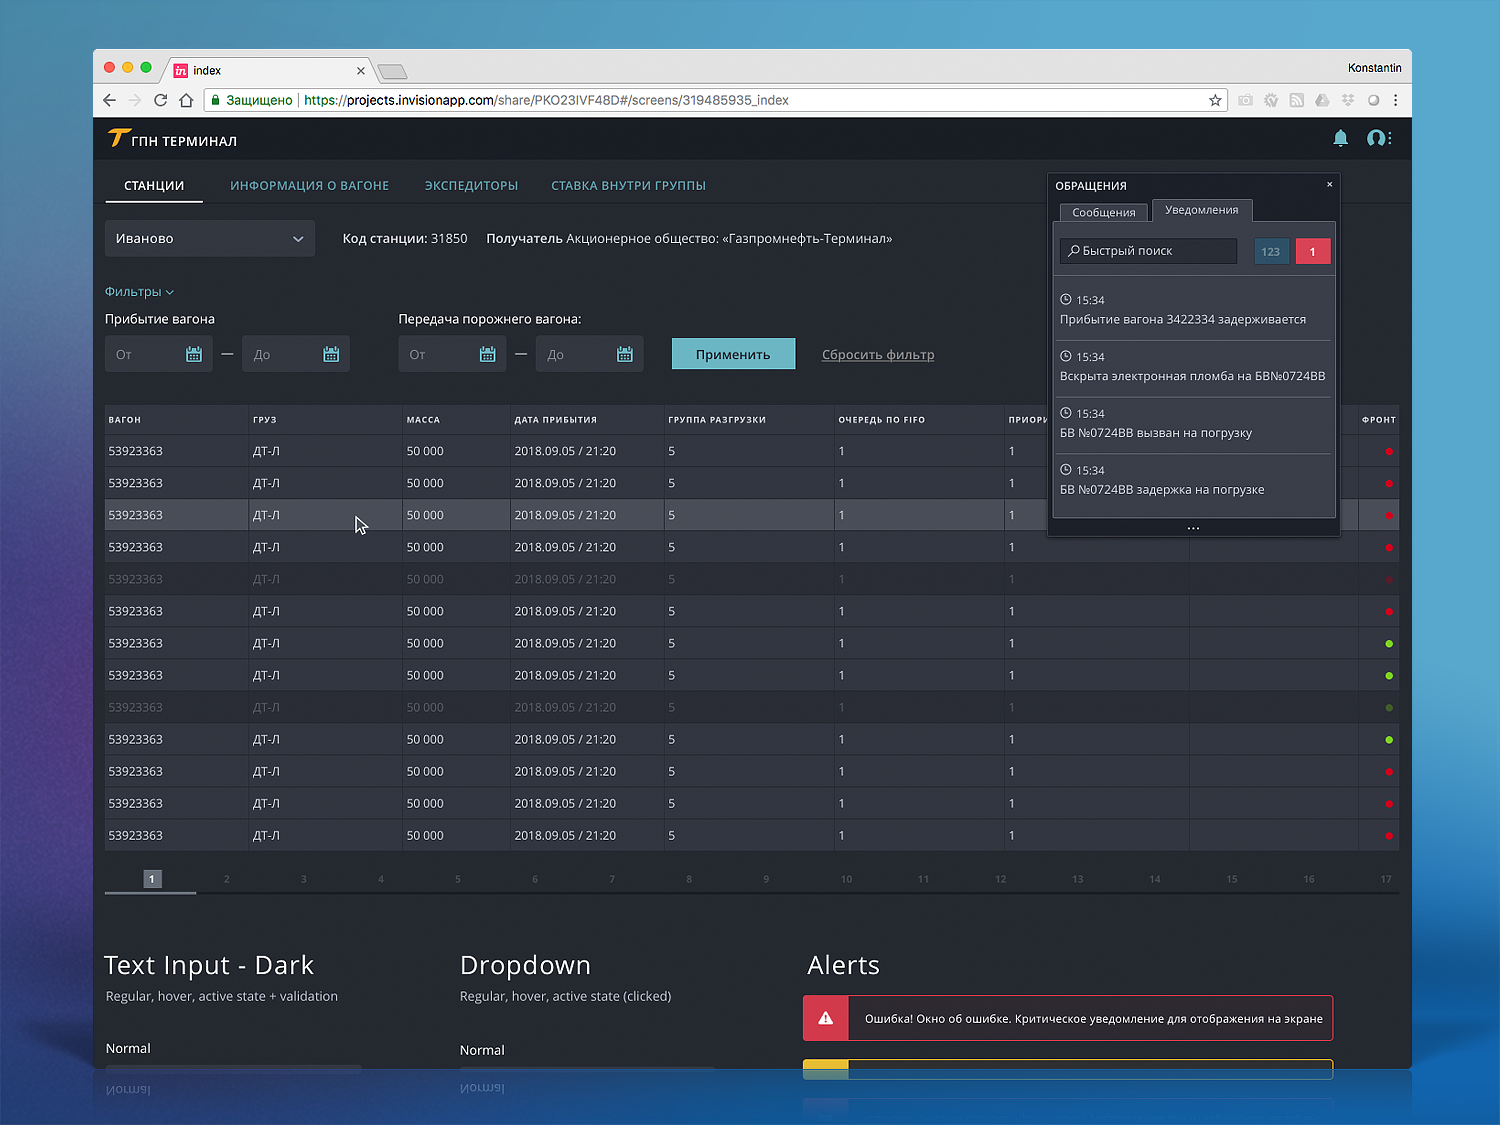 index
Konstantin
Защищено
https://projects.invisionapp.com/share/PKO23IVF48D#/screens/319485935_index
ГПН ТЕРМИНАЛ
СТАНЦИИ ИНФОРМАЦИЯ О ВАГОНЕ ЭКСПЕДИТОРЫ СТАВКА ВНУТРИ ГРУППЫ
Иваново
Код станции: 31850 Получатель Акционерное общество: «Газпромнефть-Терминал»
Фильтры
Прибытие вагона
Передача порожнего вагона:
От — До
От — До
Применить
Сбросить фильтр
ОБРАЩЕНИЯ
Сообщения Уведомления
Быстрый поиск 123 1
15:34
Прибытие вагона 3422334 задерживается
15:34
Вскрыта электронная пломба на БВ№0724ВВ
15:34
БВ №0724ВВ вызван на погрузку
15:34
БВ №0724ВВ задержка на погрузке
...
ВАГОН ГРУЗ МАССА ДАТА ПРИБЫТИЯ ГРУППА РАЗГРУЗКИ ОЧЕРЕДЬ ПО FIFO ПРИОРИ ФРОНТ
53923363 ДТ-Л 50 000 2018.09.05 / 21:20 5 1 1
53923363 ДТ-Л 50 000 2018.09.05 / 21:20 5 1 1
53923363 ДТ-Л 50 000 2018.09.05 / 21:20 5 1 1
53923363 ДТ-Л 50 000 2018.09.05 / 21:20 5 1 1
53923363 ДТ-Л 50 000 2018.09.05 / 21:20 5 1 1
53923363 ДТ-Л 50 000 2018.09.05 / 21:20 5 1 1
53923363 ДТ-Л 50 000 2018.09.05 / 21:20 5 1 1
53923363 ДТ-Л 50 000 2018.09.05 / 21:20 5 1 1
53923363 ДТ-Л 50 000 2018.09.05 / 21:20 5 1 1
53923363 ДТ-Л 50 000 2018.09.05 / 21:20 5 1 1
53923363 ДТ-Л 50 000 2018.09.05 / 21:20 5 1 1
53923363 ДТ-Л 50 000 2018.09.05 / 21:20 5 1 1
53923363 ДТ-Л 50 000 2018.09.05 / 21:20 5 1 1
1 2 3 4 5 6 7 8 9 10 11 12 13 14 15 16 17
Text Input - Dark
Regular, hover, active state + validation
Normal
Dropdown
Regular, hover, active state (clicked)
Normal
Alerts
Ошибка! Окно об ошибке. Критическое уведомление для отображения на экране
Normal
Normal